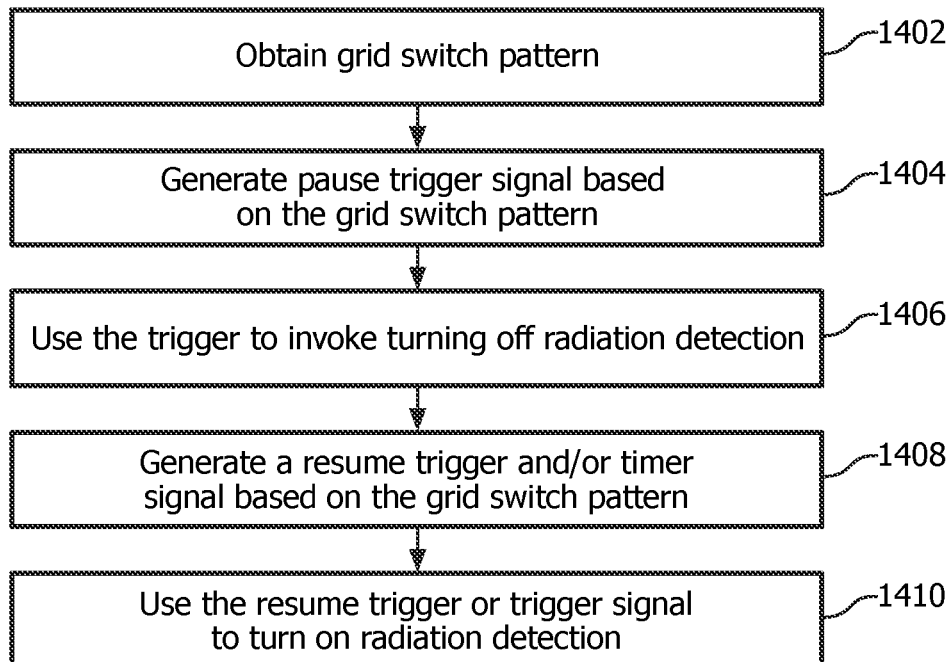 Obtain grid switch pattern
1402
Generate pause trigger signal based
on the grid switch pattern
1404
Use the trigger to invoke turning off radiation detection
1406
Generate a resume trigger and/or timer
signal based on the grid switch pattern
1408
Use the resume trigger or trigger signal
to turn on radiation detection
1410